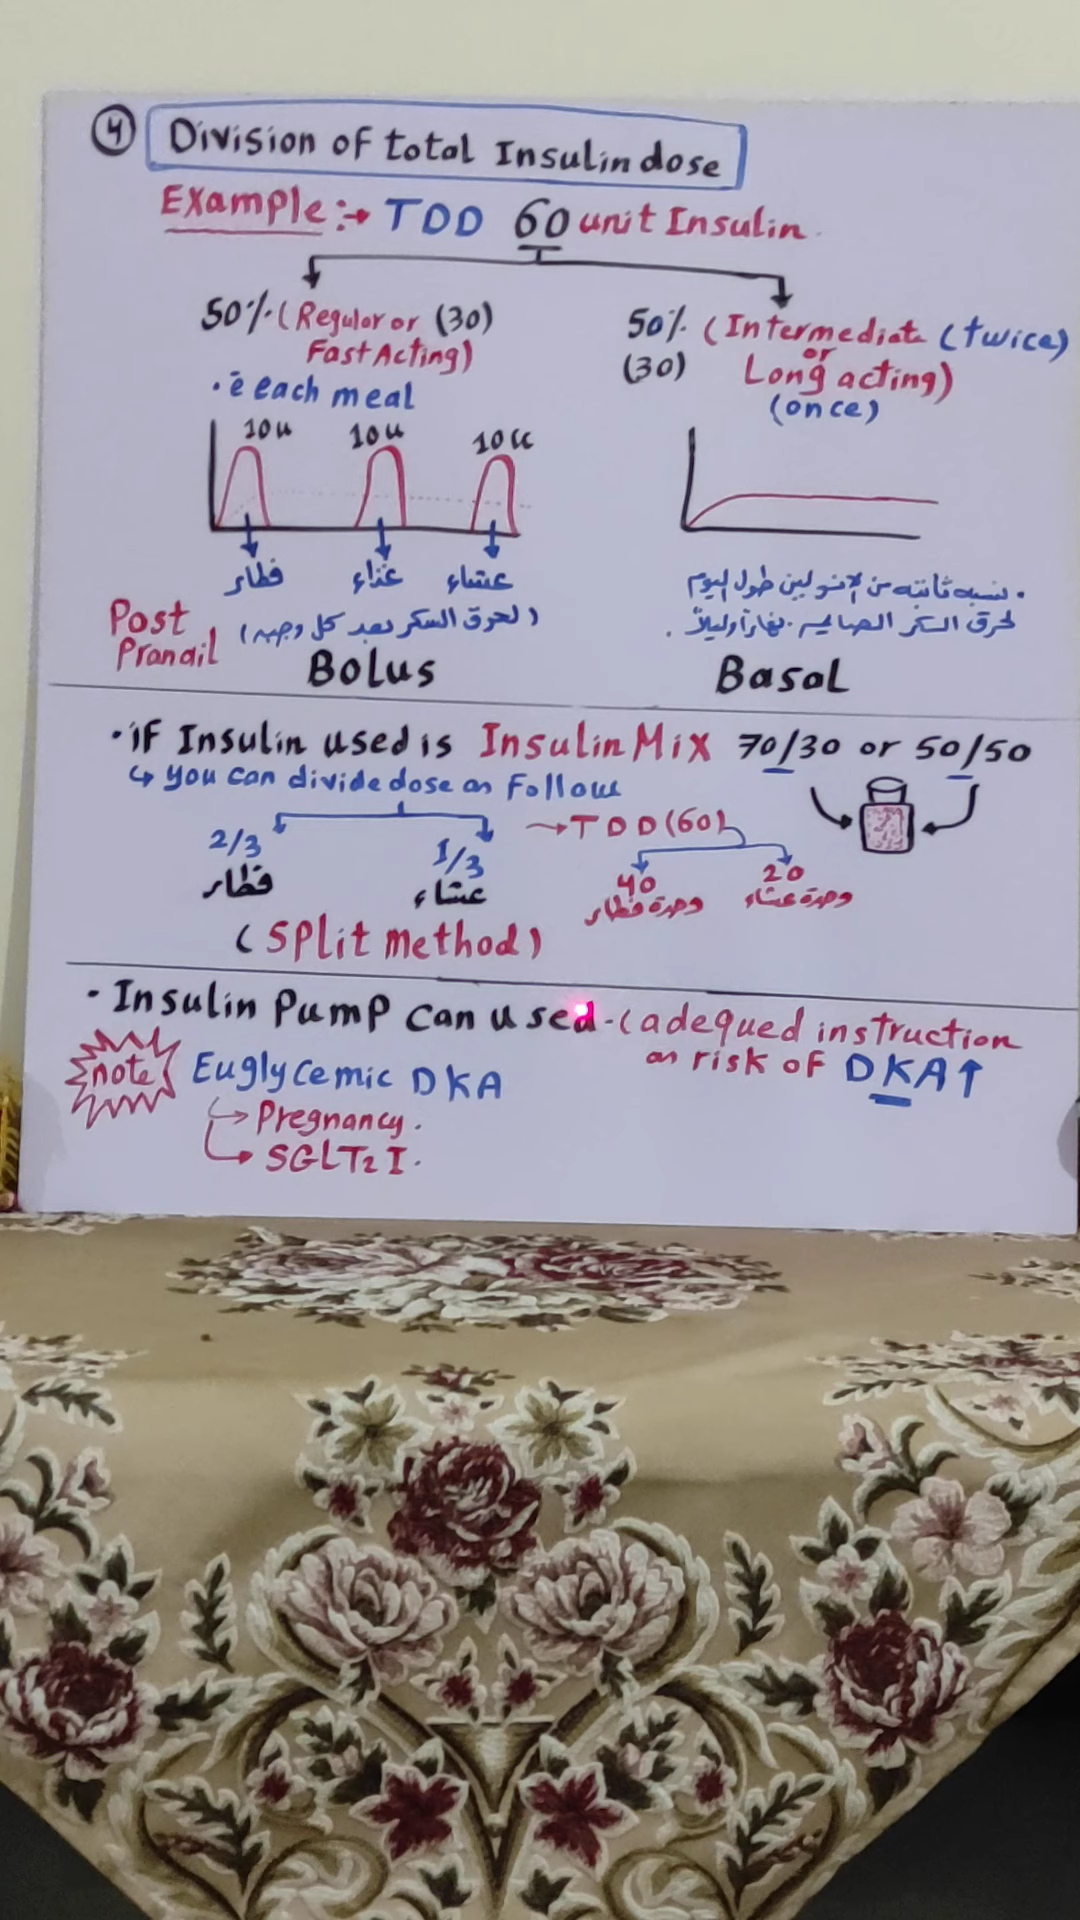 4 Division of total Insulin dose
Example:→ TDD 60 unit Insulin.
50% (Regular or (30)
Fast Acting)
• c̄ each meal
10u 10u 10u
فطار غذاء عشاء
Post
Pranail
(لحرق السكر بعد كل وجبه)
Bolus
50% (Intermediate (twice)
or
(30) Long acting)
(once)
• نسبه ثابته من الانسولين طول اليوم
لحرق السكر الصايم نهاراً وليلاً.
Basal
• if Insulin used is Insulin Mix 70/30 or 50/50
↳ you can divide dose as Follow
2/3 1/3
فطار عشاء
(Split method)
→ TDD (60)
40 20
وحدة فطار وحدة عشاء
• Insulin Pump can used - (adequed instruction
as risk of DKA↑
note Euglycemic DKA
→ Pregnancy.
→ SGLT2 I.